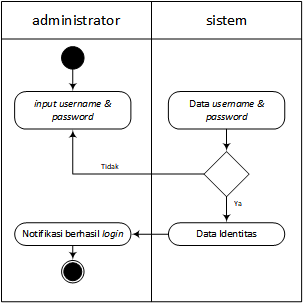 administrator
sistem
input username &
password
Data username &
password
Tidak
Ya
Notifikasi berhasil login
Data Identitas